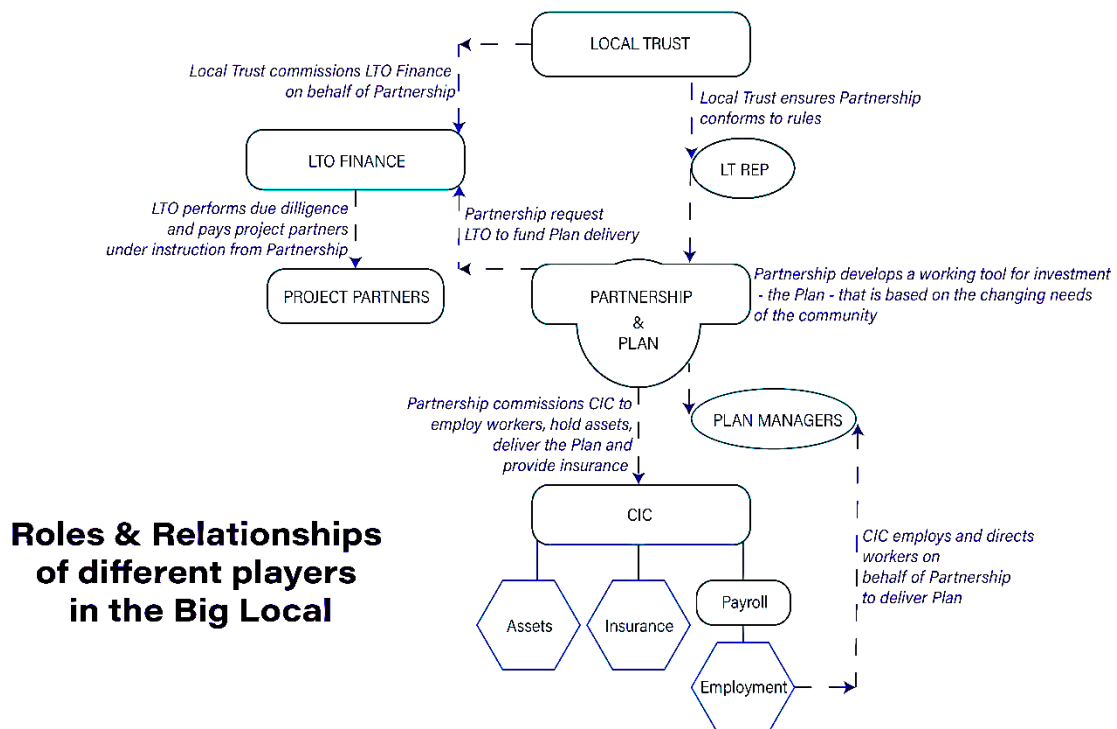 LOCAL TRUST
Local Trust commissions LTO Finance
on behalf of Partnership
Local Trust ensures Partnership
conforms to rules
LTO FINANCE
LT REP
LTO performs due dilligence
and pays project partners
under instruction from Partnership
Partnership request
LTO to fund Plan delivery
PROJECT PARTNERS
PARTNERSHIP
&
PLAN
Partnership develops a working tool for investment
- the Plan - that is based on the changing needs
of the community
Partnership commissions CIC to
employ workers, hold assets,
deliver the Plan and
provide insurance
PLAN MANAGERS
CIC
Roles & Relationships
of different players
in the Big Local
CIC employs and directs
workers on
behalf of Partnership
to deliver Plan
Payroll
Assets
Insurance
Employment